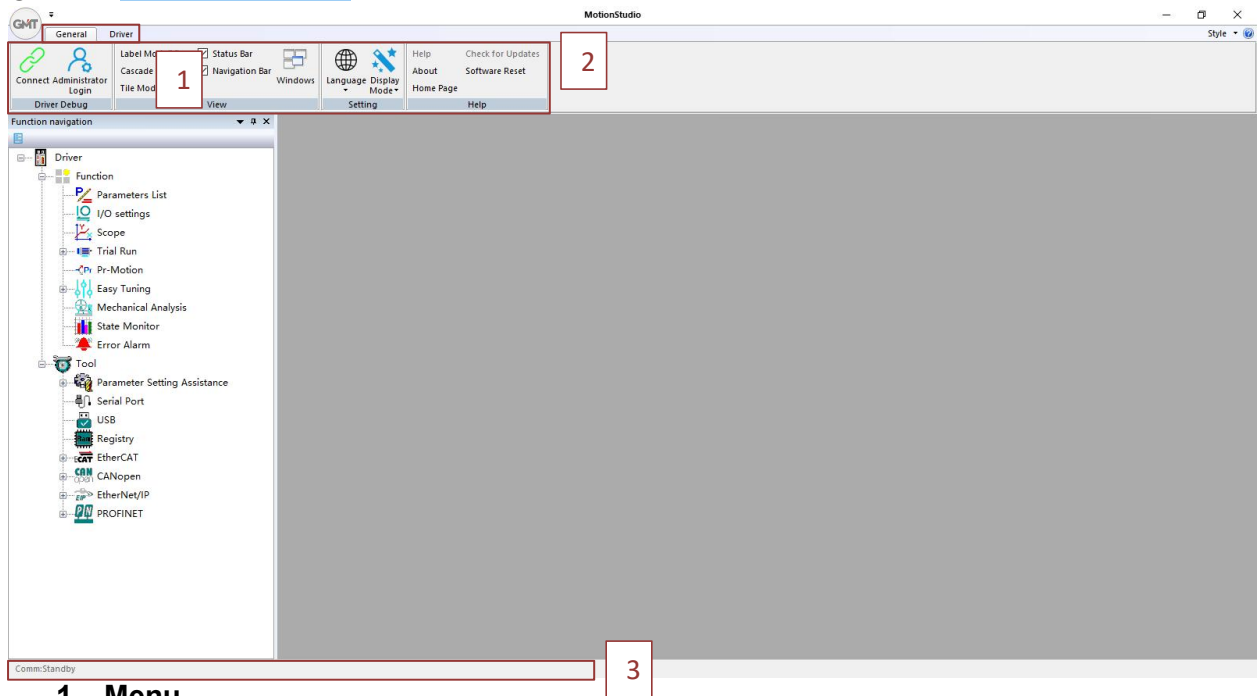 MotionStudio
GMT
General Driver
Style
Connect Administrator Login
Driver Debug
Label Mo
Cascade
Tile Mod
1
Status Bar
Navigation Bar
Windows
View
Language Display Mode
Setting
Help Check for Updates
About Software Reset
Home Page
Help
2
Function navigation
Driver
Function
Parameters List
I/O settings
Scope
Trial Run
Pr-Motion
Easy Tuning
Mechanical Analysis
State Monitor
Error Alarm
Tool
Parameter Setting Assistance
Serial Port
USB
Registry
EtherCAT
CANopen
EtherNet/IP
PROFINET
Comm:Standby
3
1 Menu